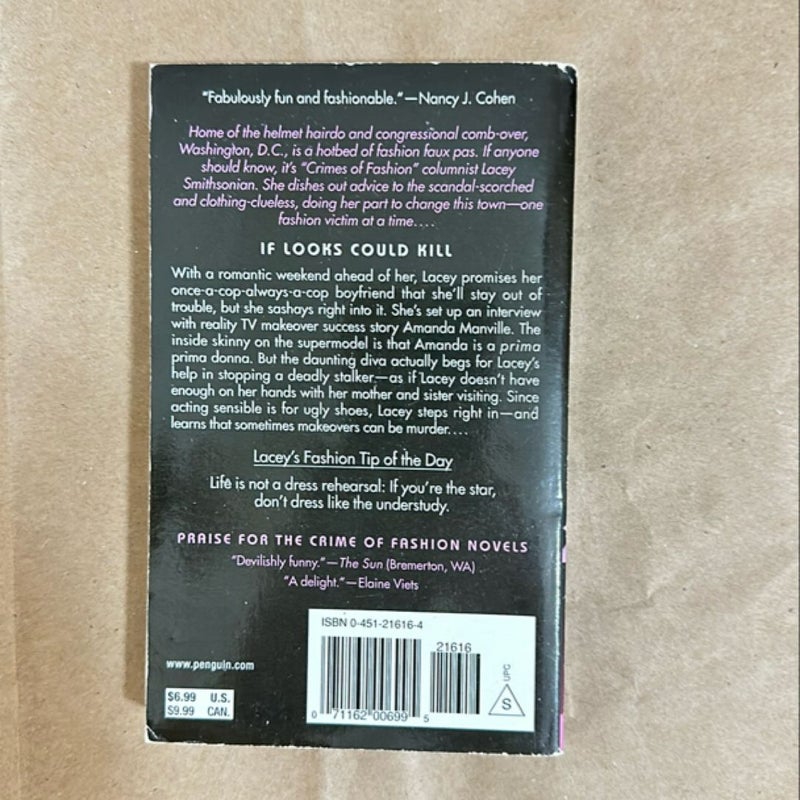 "Fabulously fun and fashionable."—Nancy J. Cohen
Home of the helmet hairdo and congressional comb-over,
Washington, D.C., is a hotbed of fashion faux pas. If anyone
should know, it's "Crimes of Fashion" columnist Lacey
Smithsonian. She dishes out advice to the scandal-scorched
and clothing-clueless, doing her part to change this town—one
fashion victim at a time....
IF LOOKS COULD KILL
With a romantic weekend ahead of her, Lacey promises her
once-a-cop-always-a-cop boyfriend that she'll stay out of
trouble, but she sashays right into it. She's set up an interview
with reality TV makeover success story Amanda Manville. The
inside skinny on the supermodel is that Amanda is a prima
prima donna. But the daunting diva actually begs for Lacey's
help in stopping a deadly stalker—as if Lacey doesn't have
enough on her hands with her mother and sister visiting. Since
acting sensible is for ugly shoes, Lacey steps right in—and
learns that sometimes makeovers can be murder....
Lacey's Fashion Tip of the Day
Life is not a dress rehearsal: If you're the star,
don't dress like the understudy.
PRAISE FOR THE CRIME OF FASHION NOVELS
"Devilishly funny."—The Sun (Bremerton, WA)
"A delight."—Elaine Viets
ISBN 0-451-21616-4
21616
UPC
S
0 71162 00699 5
www.penguin.com
$6.99 U.S.
$9.99 CAN.